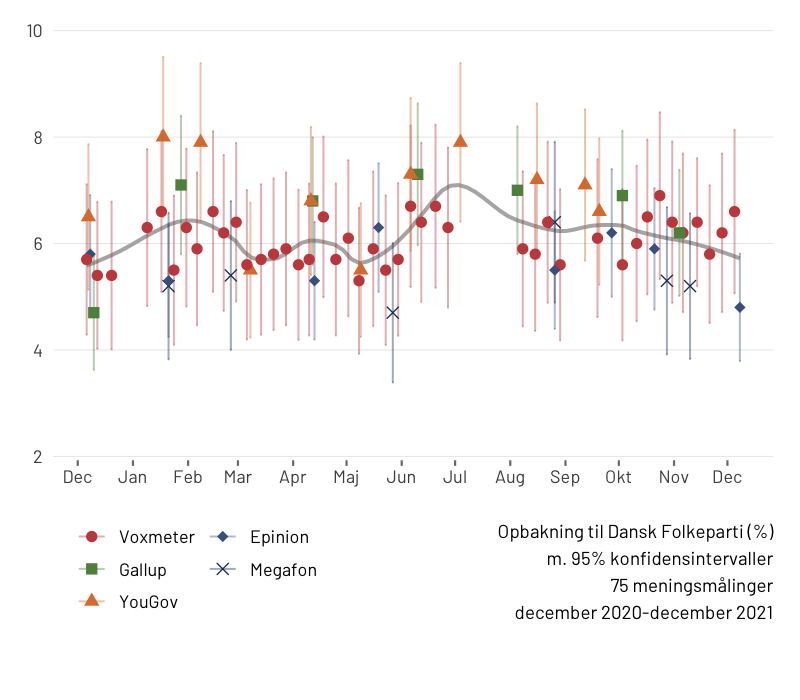 10
8
6
4
2
Dec Jan Feb Mar Apr Maj Jun Jul Aug Sep Okt Nov Dec
Voxmeter Epinion
Gallup Megafon
YouGov
Opbakning til Dansk Folkeparti (%)
m. 95% konfidensintervaller
75 meningsmålinger
december 2020-december 2021